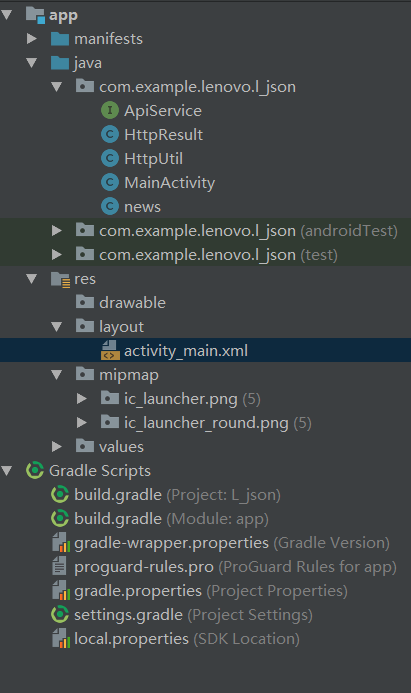 app
manifests
java
com.example.lenovo.l_json
I ApiService
C HttpResult
C HttpUtil
C MainActivity
C news
com.example.lenovo.l_json (androidTest)
com.example.lenovo.l_json (test)
res
drawable
layout
activity_main.xml
mipmap
ic_launcher.png (5)
ic_launcher_round.png (5)
values
Gradle Scripts
build.gradle (Project: L_json)
build.gradle (Module: app)
gradle-wrapper.properties (Gradle Version)
proguard-rules.pro (ProGuard Rules for app)
gradle.properties (Project Properties)
settings.gradle (Project Settings)
local.properties (SDK Location)